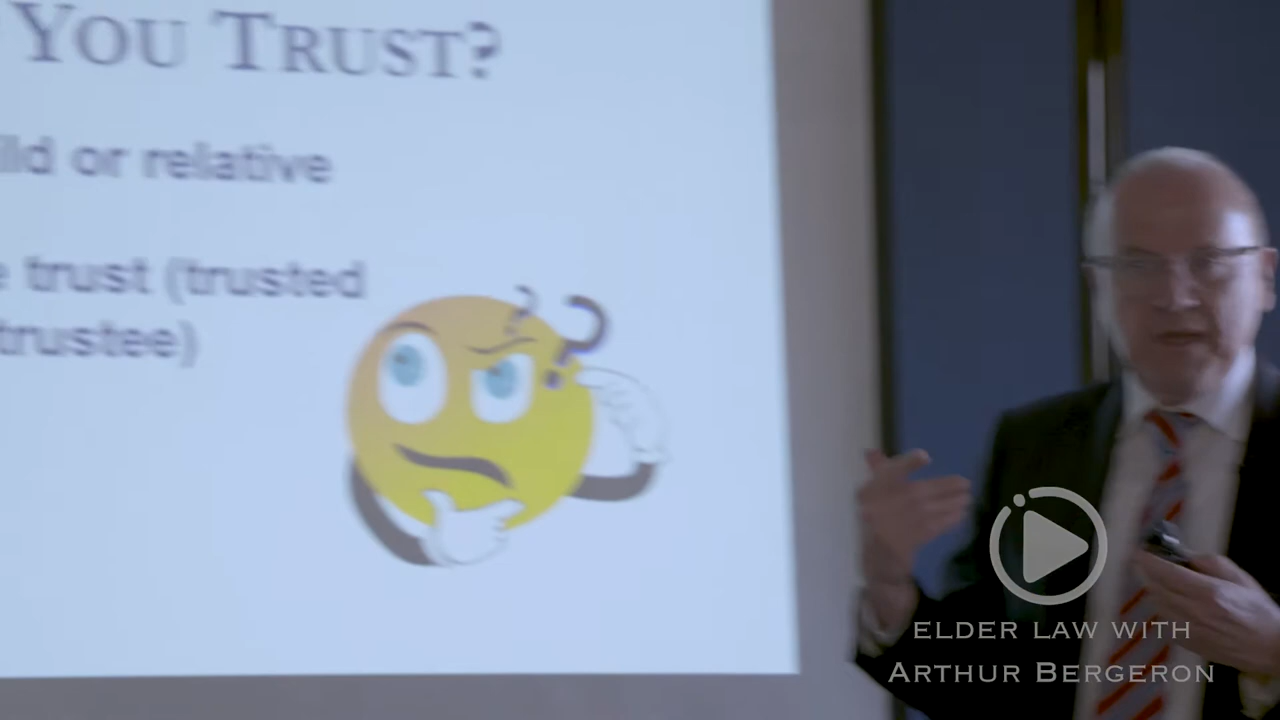 YOU TRUST?
ild or relative
e trust (trusted
trustee)
ELDER LAW WITH
ARTHUR BERGERON